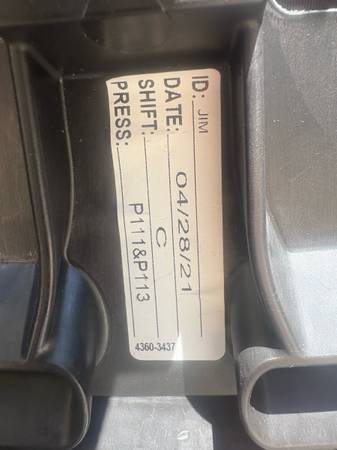 ID: JIM
DATE: 04/28/21
SHIFT: C
PRESS: P111&P113
4360-3437